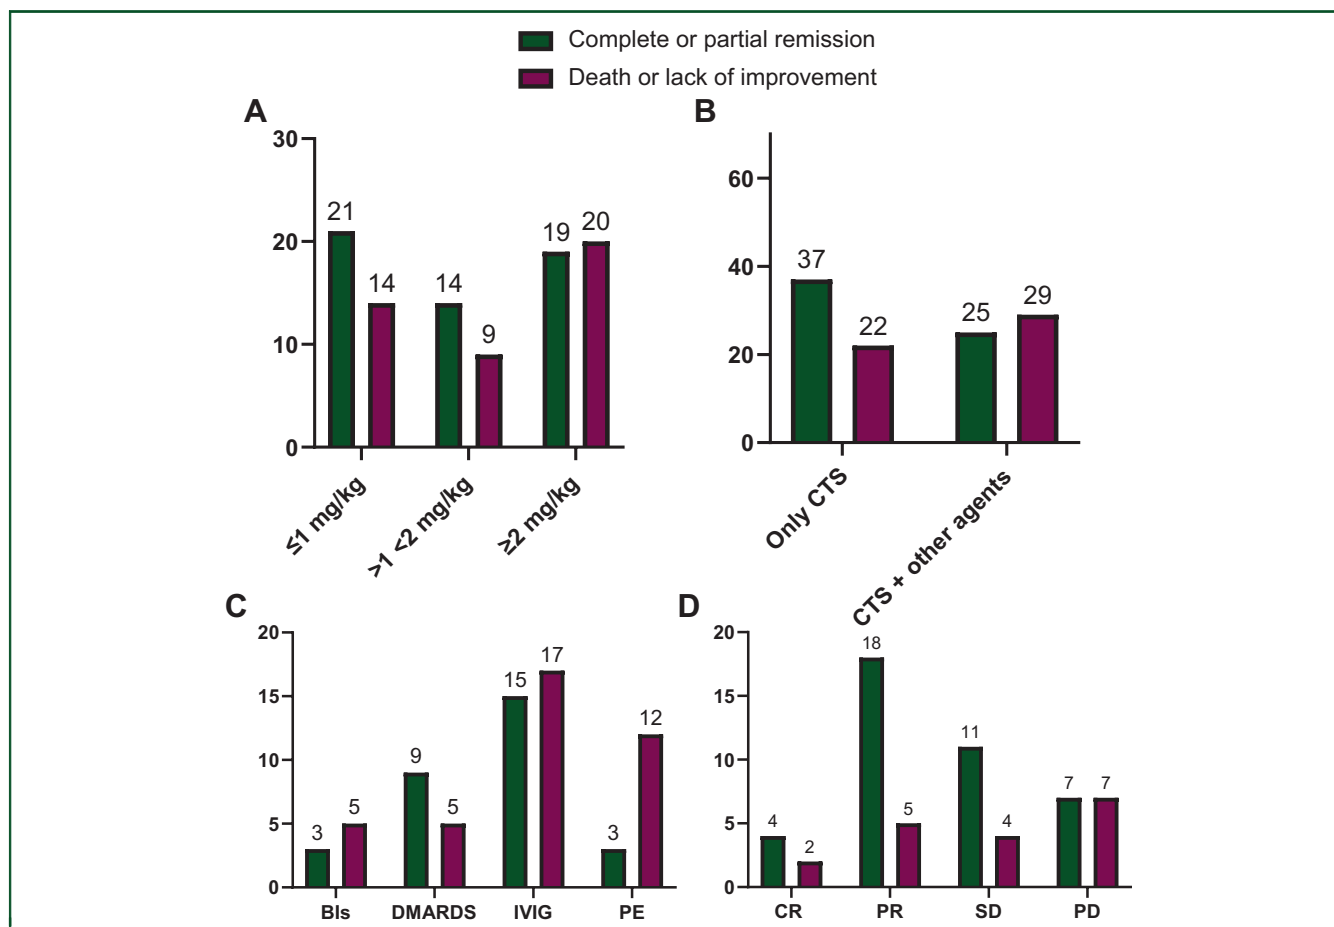 Complete or partial remission
Death or lack of improvement
A
30
20
10
0
21
14
14
9
19
20
≤1 mg/kg
>1 <2 mg/kg
≥2 mg/kg
B
60
40
20
0
37
22
25
29
Only CTS
CTS + other agents
C
20
15
10
5
0
3
5
9
5
15
17
3
12
BIs
DMARDS
IVIG
PE
D
20
15
10
5
0
4
2
18
5
11
4
7
7
CR
PR
SD
PD